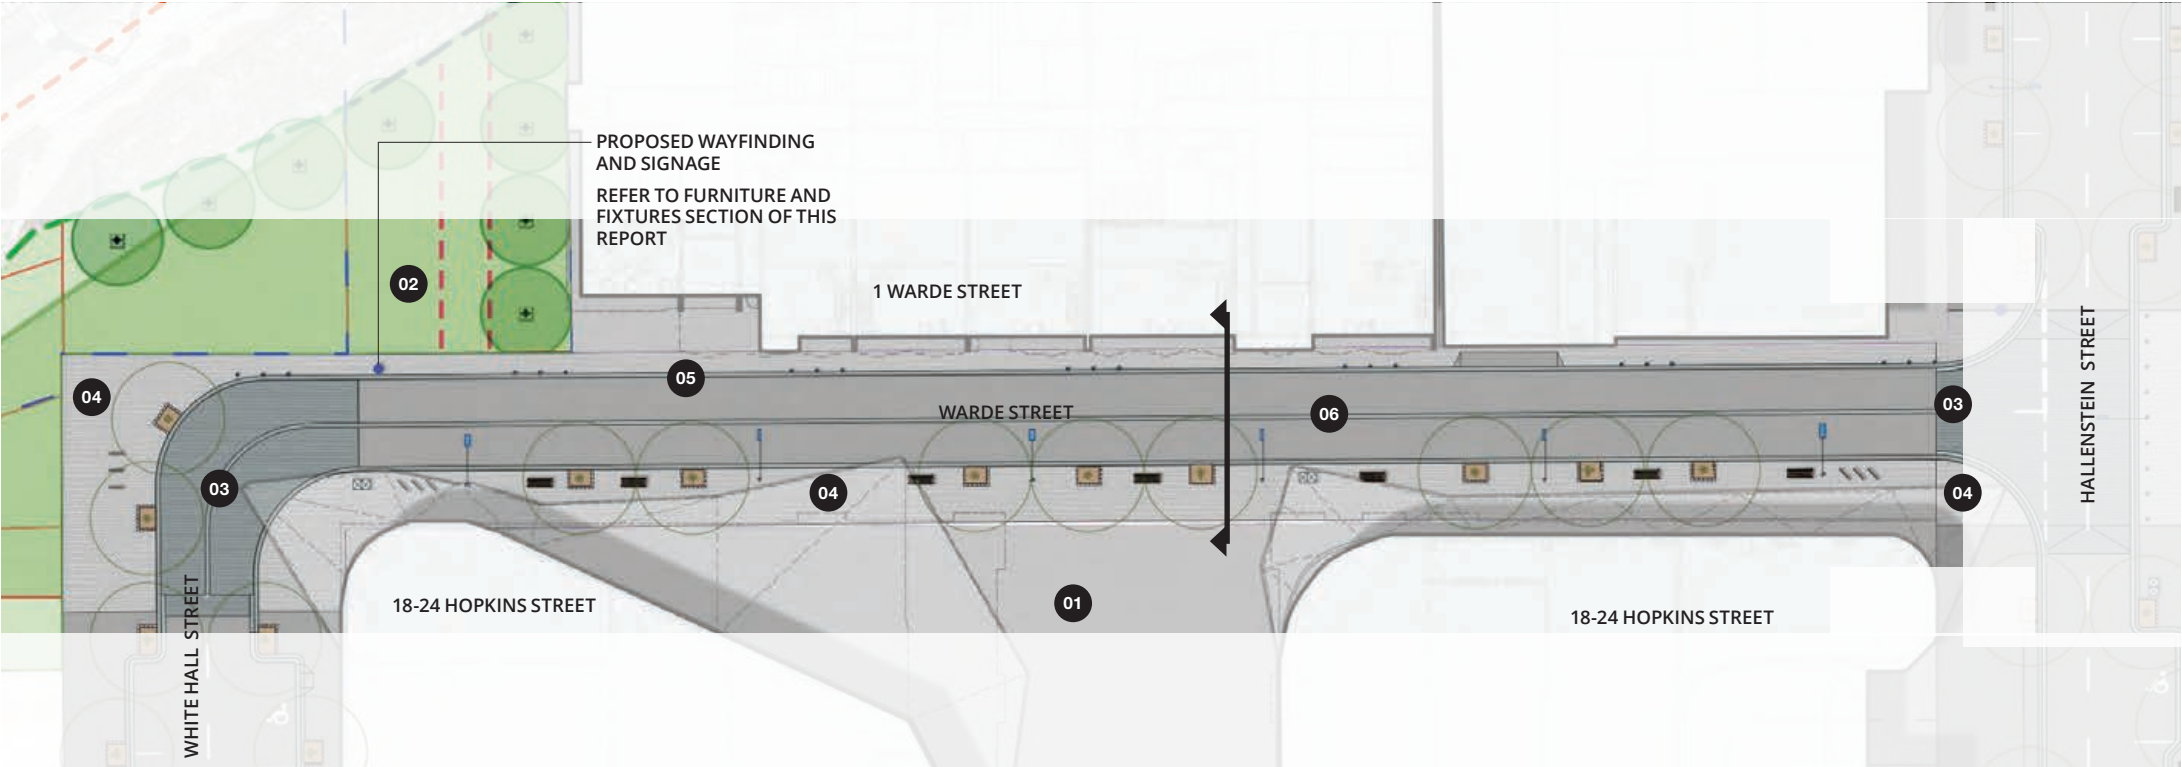 PROPOSED WAYFINDING
AND SIGNAGE
REFER TO FURNITURE AND
FIXTURES SECTION OF THIS
REPORT
02
1 WARDE STREET
05
04
WARDE STREET
06
03
HALLENSTEIN STREET
03
04
04
18-24 HOPKINS STREET
01
18-24 HOPKINS STREET
WHITE HALL STREET